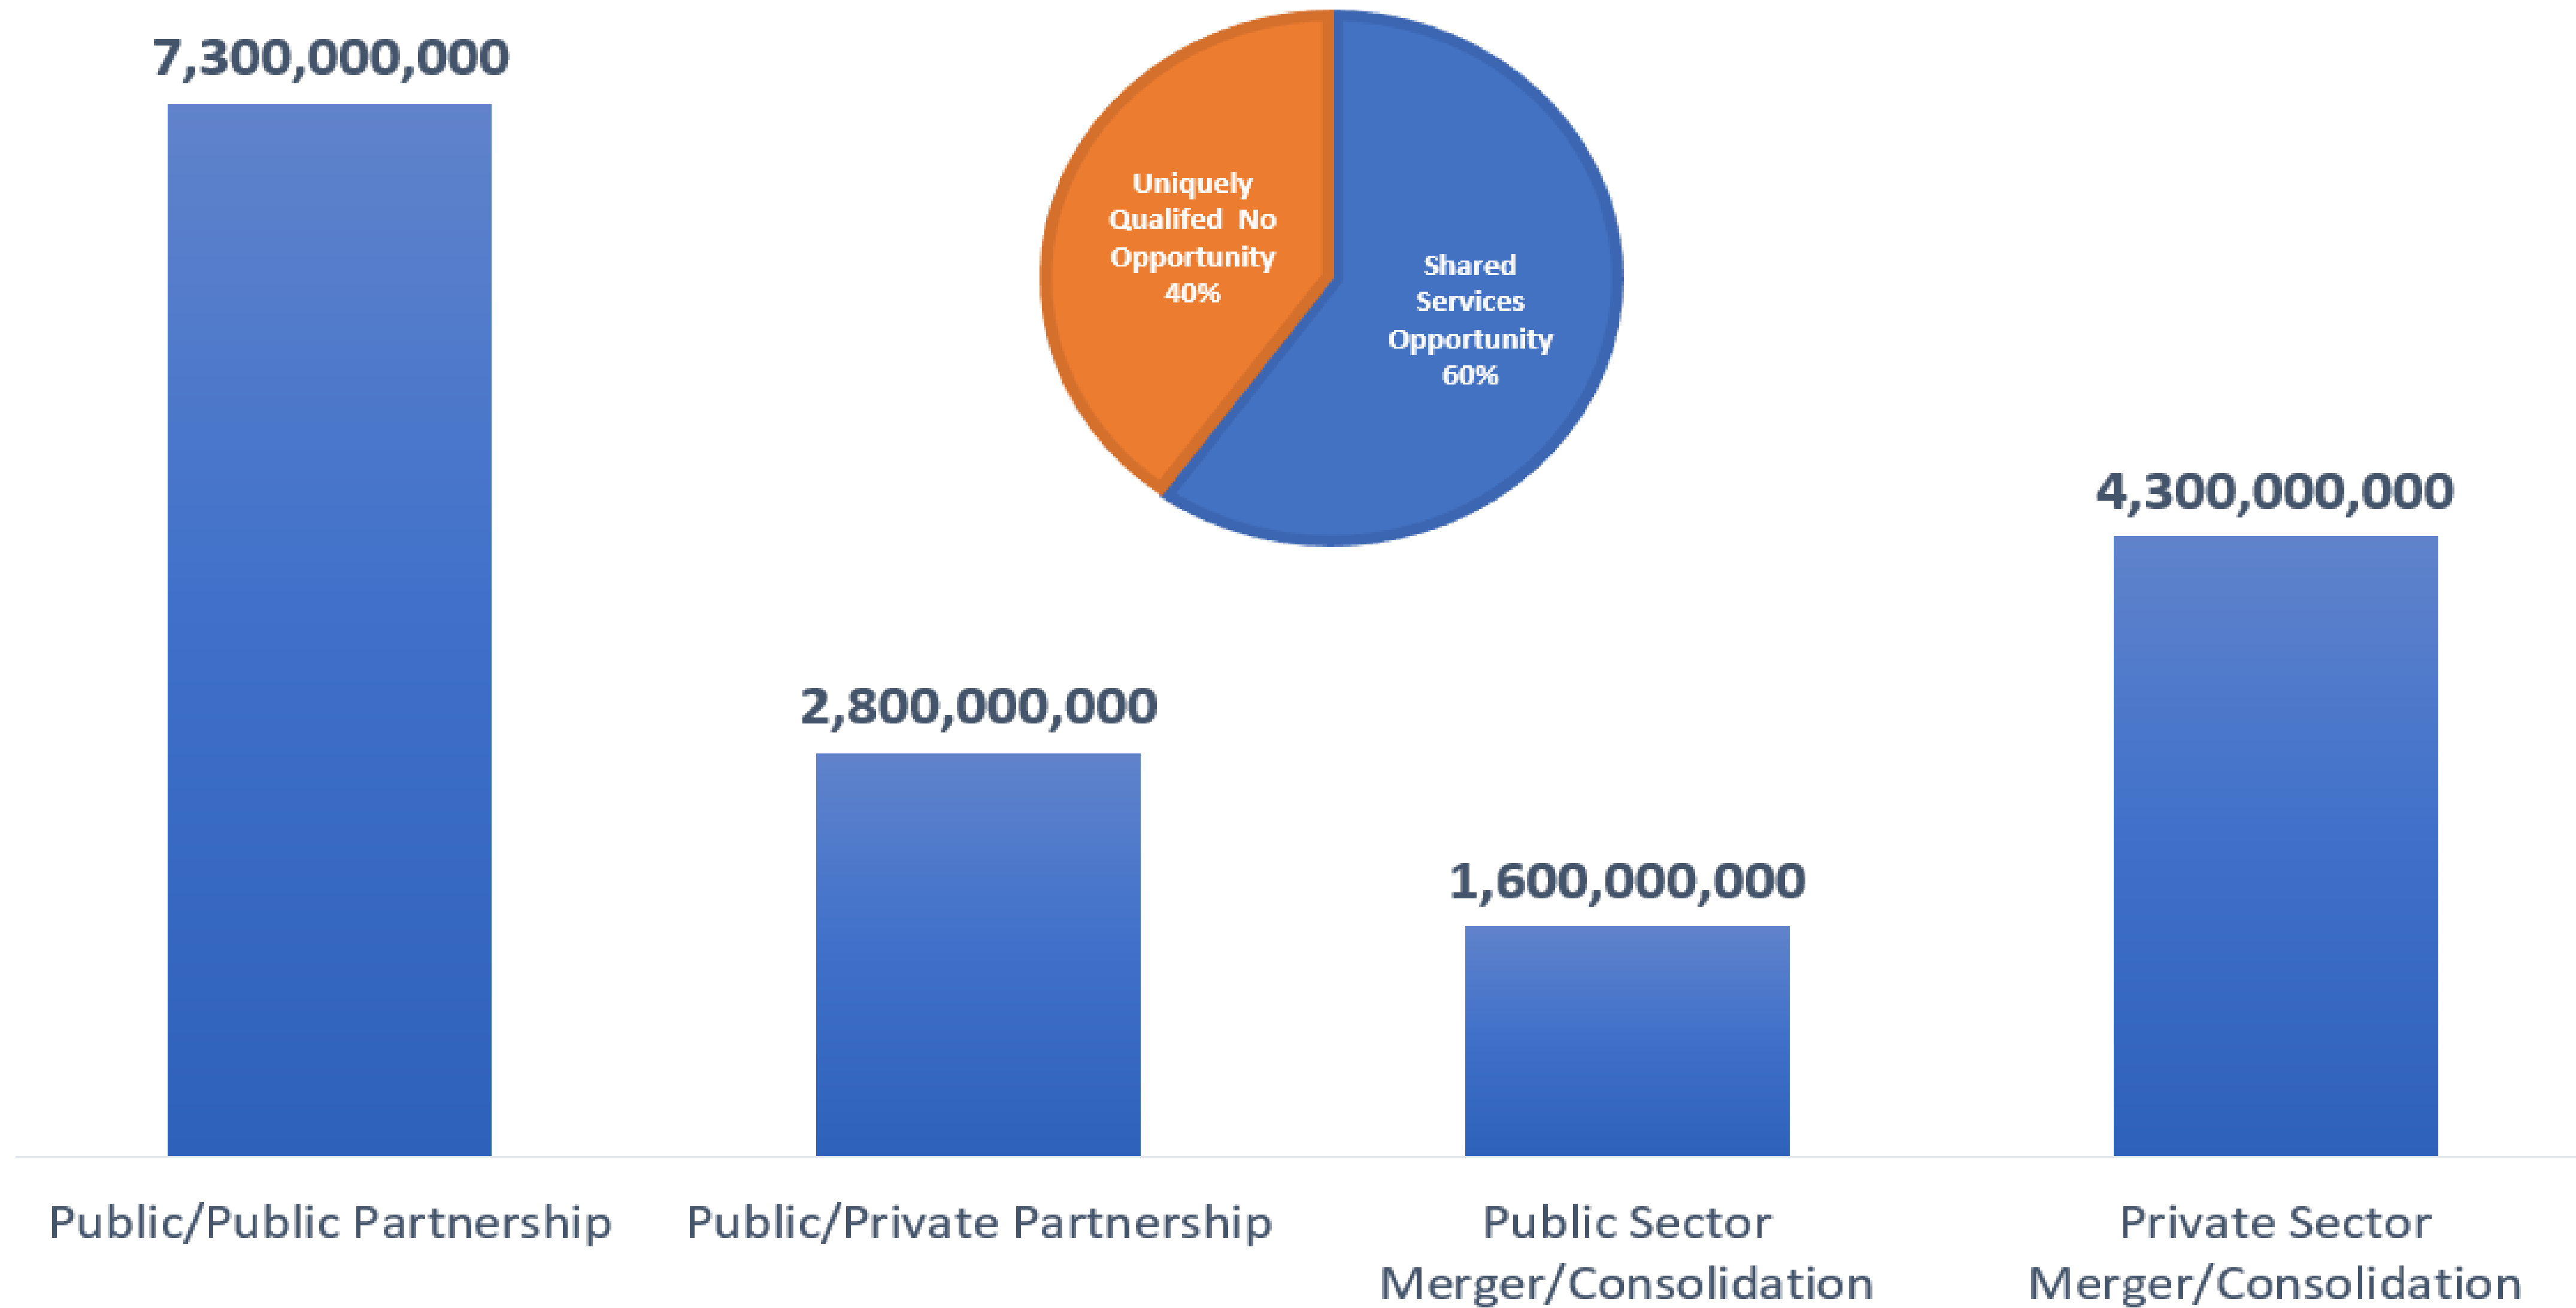 7,300,000,000
Uniquely
Qualifed No
Opportunity
40%
Shared
Services
Opportunity
60%
4,300,000,000
2,800,000,000
1,600,000,000
Public/Public Partnership
Public/Private Partnership
Public Sector
Merger/Consolidation
Private Sector
Merger/Consolidation